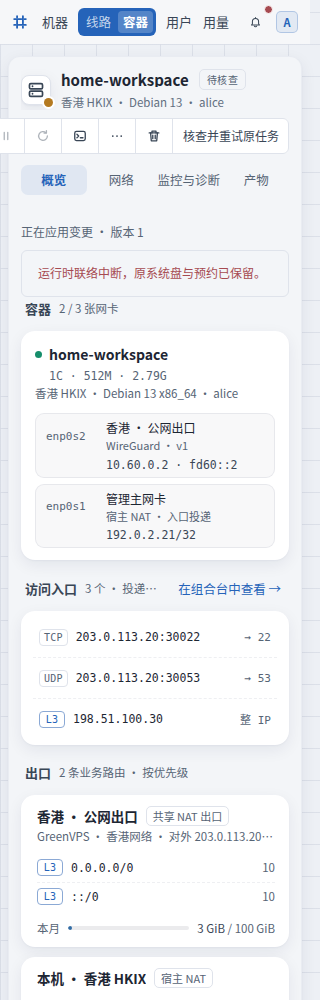 机器 线路 容器 用户 用量 A
home-workspace 待核查
香港 HKIX • Debian 13 • alice
核查并重试原任务
概览 网络 监控与诊断 产物
正在应用变更 • 版本 1
运行时联络中断，原系统盘与预约已保留。
容器 2 / 3 张网卡
home-workspace
1C · 512M · 2.79G
香港 HKIX • Debian 13 x86_64 • alice
enp0s2 香港 • 公网出口
WireGuard • v1
10.60.0.2 · fd60::2
enp0s1 管理主网卡
宿主 NAT • 入口投递
192.0.2.21/32
访问入口 3 个 • 投递… 在组合台中查看 →
TCP 203.0.113.20:30022 → 22
UDP 203.0.113.20:30053 → 53
L3 198.51.100.30 整 IP
出口 2 条业务路由 • 按优先级
香港 • 公网出口 共享 NAT 出口
GreenVPS • 香港网络 • 对外 203.0.113.20…
L3 0.0.0.0/0 10
L3 ::/0 10
本月 3 GiB / 100 GiB
本机 • 香港 HKIX 宿主 NAT